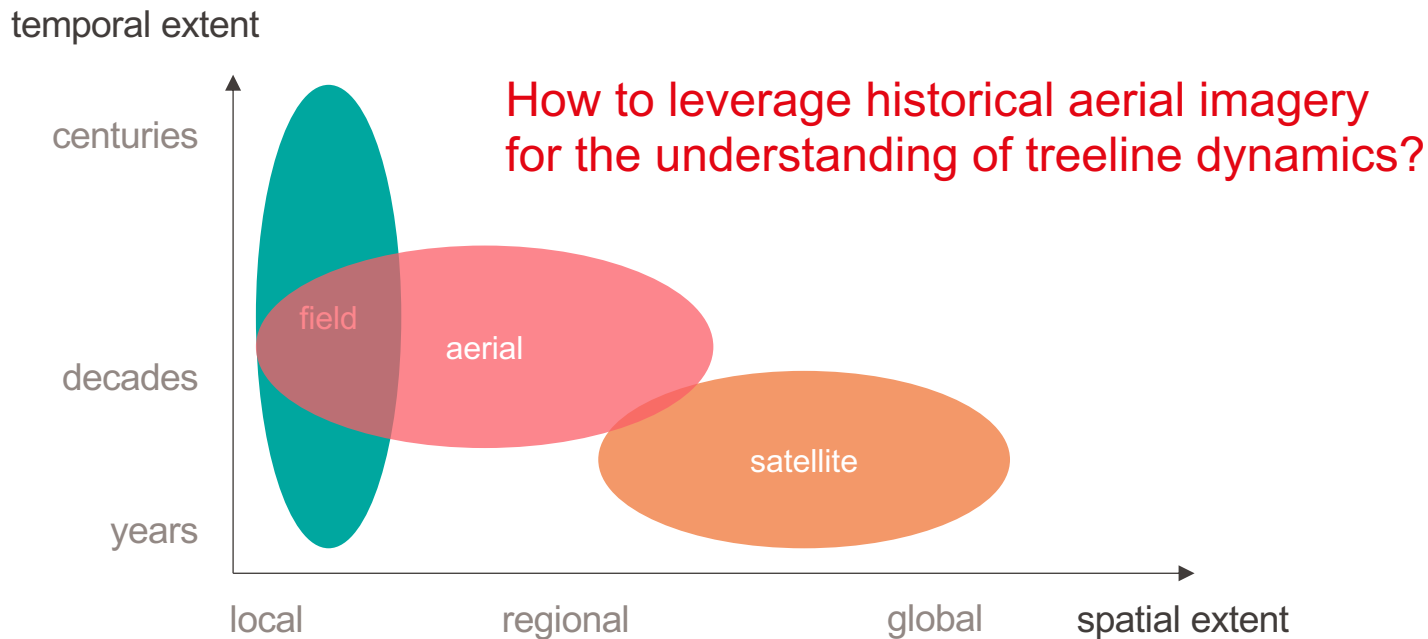 temporal extent
How to leverage historical aerial imagery
for the understanding of treeline dynamics?
centuries
field
aerial
decades
satellite
years
local
regional
global
spatial extent